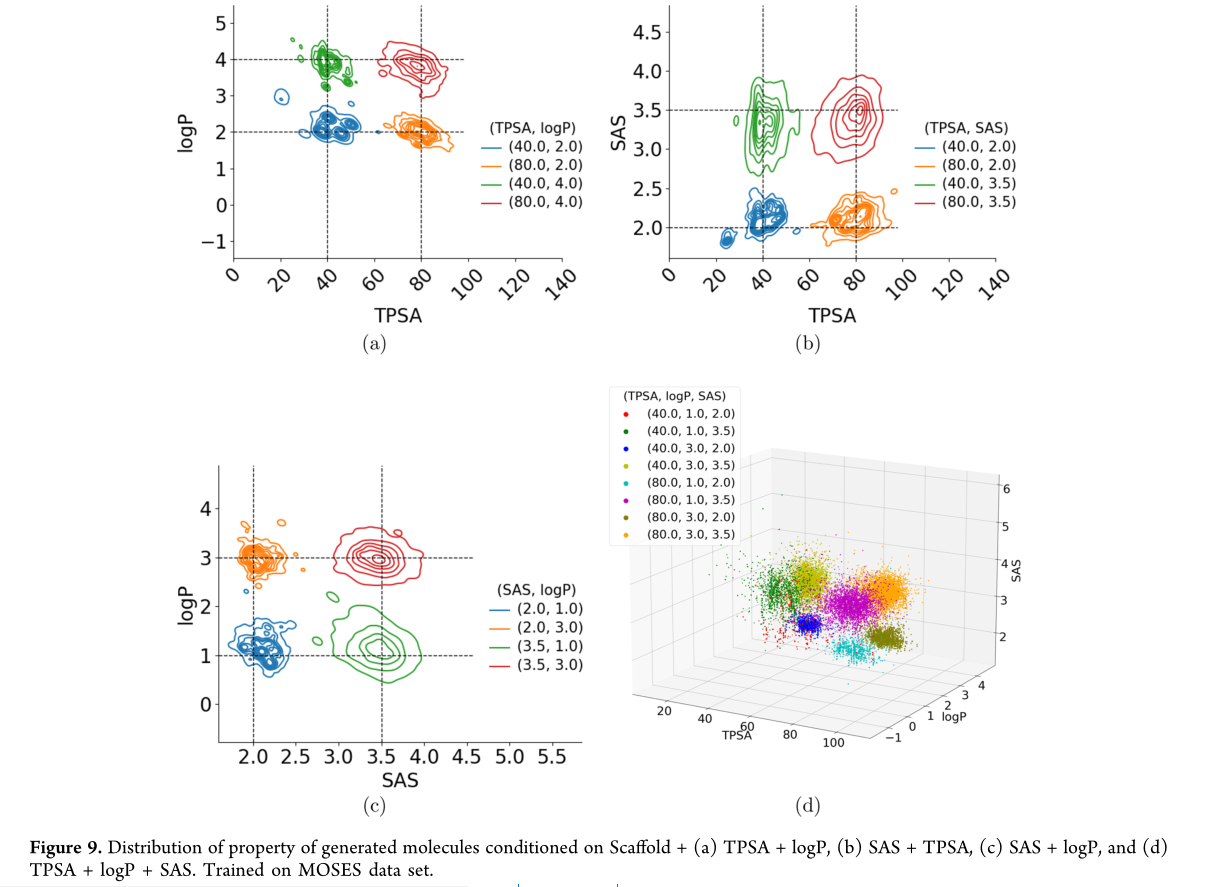 5
4
3
2
1
0
−1
logP
0
20
40
60
80
100
120
140
TPSA
(TPSA, logP)
(40.0, 2.0)
(80.0, 2.0)
(40.0, 4.0)
(80.0, 4.0)
(a)
4.5
4.0
3.5
3.0
2.5
2.0
SAS
0
20
40
60
80
100
120
140
TPSA
(TPSA, SAS)
(40.0, 2.0)
(80.0, 2.0)
(40.0, 3.5)
(80.0, 3.5)
(b)
4
3
2
1
0
logP
2.0 2.5 3.0 3.5 4.0 4.5 5.0 5.5
SAS
(SAS, logP)
(2.0, 1.0)
(2.0, 3.0)
(3.5, 1.0)
(3.5, 3.0)
(c)
(TPSA, logP, SAS)
(40.0, 1.0, 2.0)
(40.0, 1.0, 3.5)
(40.0, 3.0, 2.0)
(40.0, 3.0, 3.5)
(80.0, 1.0, 2.0)
(80.0, 1.0, 3.5)
(80.0, 3.0, 2.0)
(80.0, 3.0, 3.5)
6
5
4
3
2
SAS
20
40
60
80
100
TPSA
−1
0
1
2
3
4
logP
(d)
Figure 9. Distribution of property of generated molecules conditioned on Scaffold + (a) TPSA + logP, (b) SAS + TPSA, (c) SAS + logP, and (d)
TPSA + logP + SAS. Trained on MOSES data set.